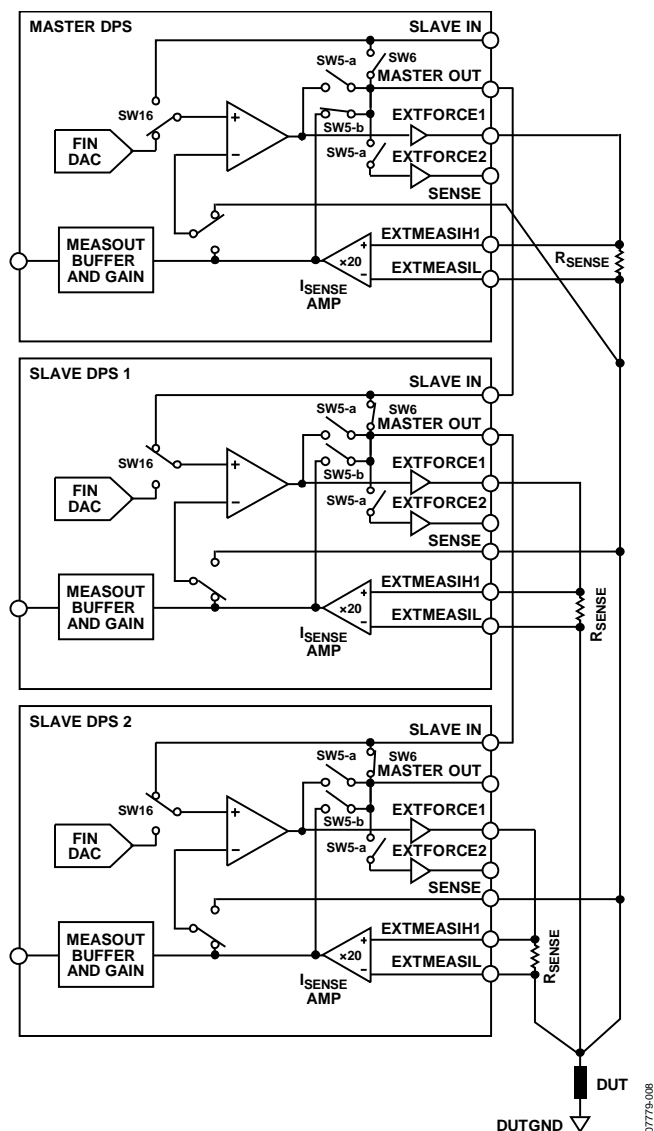 MASTER DPS
SLAVE IN
SW5-a
SW6
MASTER OUT
SW16
EXTFORCE1
FIN
DAC
SW5-b
SW5-a
EXTFORCE2
SENSE
MEASOUT
BUFFER
AND GAIN
×20
ISENSE
AMP
EXTMEASIH1
EXTMEASIL
RSENSE
SLAVE DPS 1
SLAVE IN
SW5-a
SW6
MASTER OUT
SW16
EXTFORCE1
FIN
DAC
SW5-b
SW5-a
EXTFORCE2
SENSE
MEASOUT
BUFFER
AND GAIN
×20
ISENSE
AMP
EXTMEASIH1
EXTMEASIL
RSENSE
SLAVE DPS 2
SLAVE IN
SW5-a
SW6
MASTER OUT
SW16
EXTFORCE1
FIN
DAC
SW5-b
SW5-a
EXTFORCE2
SENSE
MEASOUT
BUFFER
AND GAIN
×20
ISENSE
AMP
EXTMEASIH1
EXTMEASIL
RSENSE
DUT
DUTGND
07779-008